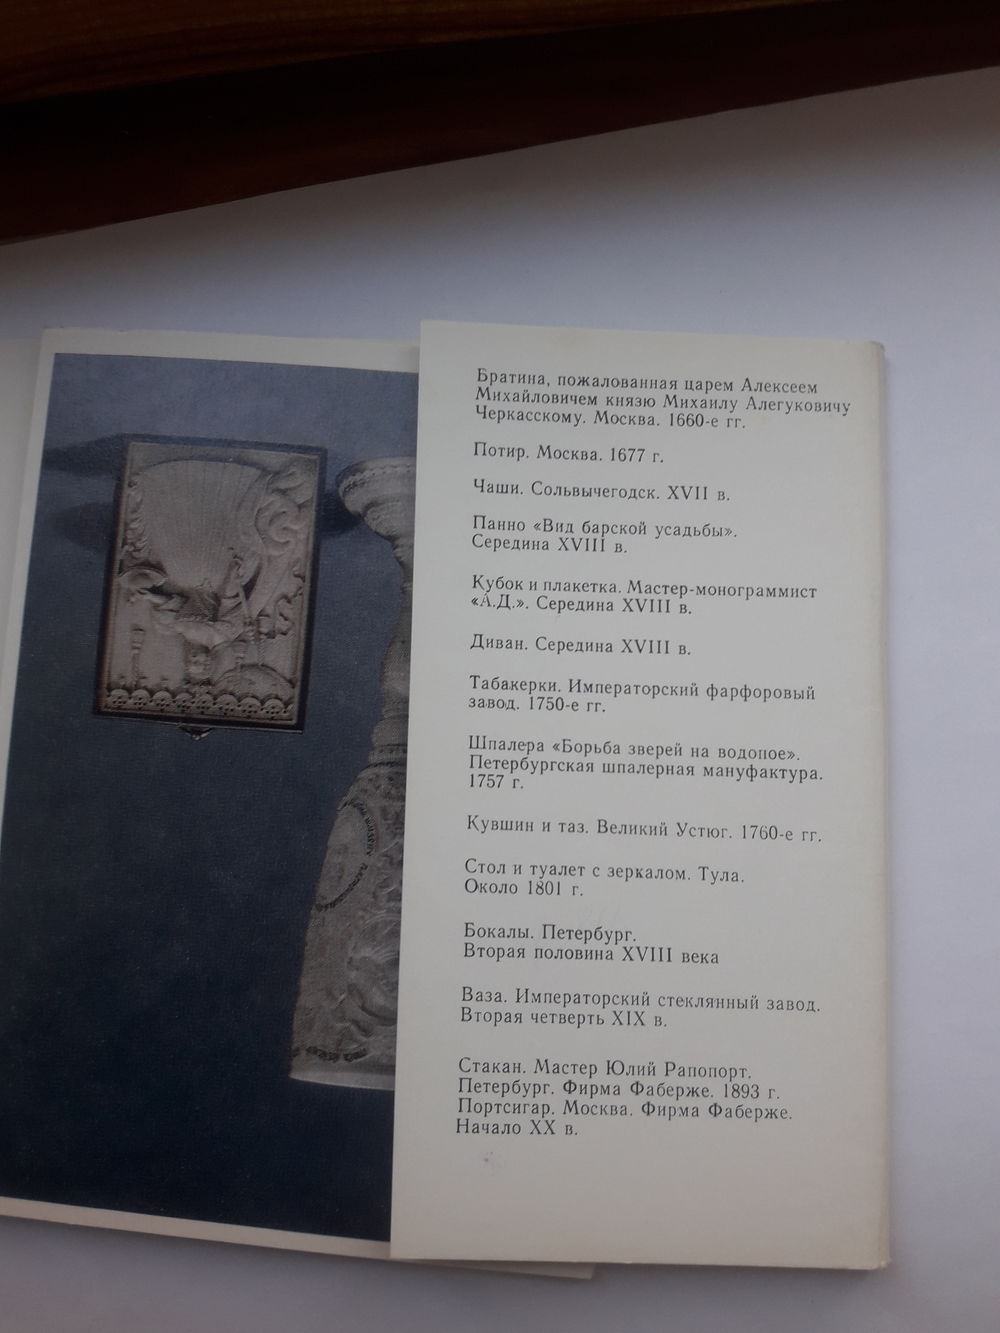 Братина, пожалованная царем Алексеем
Михайловичем князю Михаилу Алегуковичу
Черкасскому. Москва. 1660-е гг.
Потир. Москва. 1677 г.
Чаши. Сольвычегодск. XVII в.
Панно «Вид барской усадьбы».
Середина XVIII в.
Кубок и плакетка. Мастер-монограммист
«А.Д.». Середина XVIII в.
Диван. Середина XVIII в.
Табакерки. Императорский фарфоровый
завод. 1750-е гг.
Шпалера «Борьба зверей на водопое».
Петербургская шпалерная мануфактура.
1757 г.
Кувшин и таз. Великий Устюг. 1760-е гг.
Стол и туалет с зеркалом. Тула.
Около 1801 г.
Бокалы. Петербург.
Вторая половина XVIII века
Ваза. Императорский стеклянный завод.
Вторая четверть XIX в.
Стакан. Мастер Юлий Рапопорт.
Петербург. Фирма Фаберже. 1893 г.
Портсигар. Москва. Фирма Фаберже.
Начало XX в.